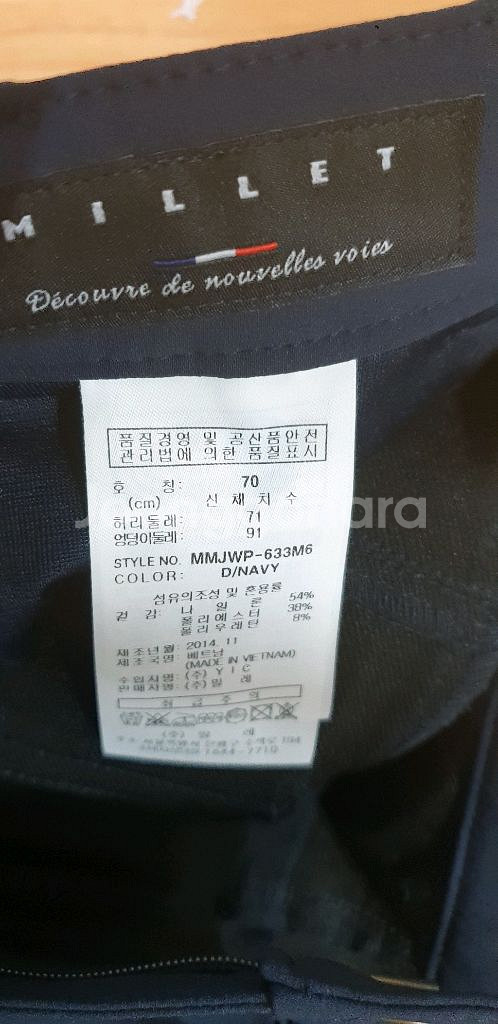 MILLET
Découvre de nouvelles voies
품질경영 및 공산품안전
관리법에 의한 품질표시
호 칭: 70
(cm) 신 체 치 수
허리둘레: 71
엉덩이둘레: 91
STYLE NO. MMJWP-633M6
COLOR: D/NAVY
섬유의조성 및 혼용률
겉 감: 나 일 론 54%
폴리에스터 38%
폴리우레탄 8%
제조년월: 2014.11
제조국명: 베트남
(MADE IN VIETNAM)
수입자명: (주) Y I C
판매자명: (주) 밀 레
취 급 주 의
(주) 밀 레
1644-7710